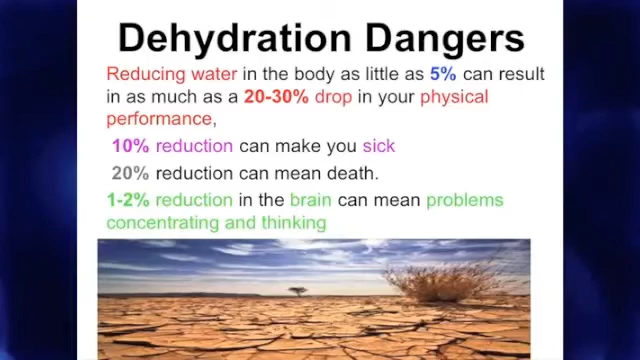 Dehydration Dangers
Reducing water in the body as little as 5% can result
in as much as a 20-30% drop in your physical
performance,
10% reduction can make you sick
20% reduction can mean death.
1-2% reduction in the brain can mean problems
concentrating and thinking